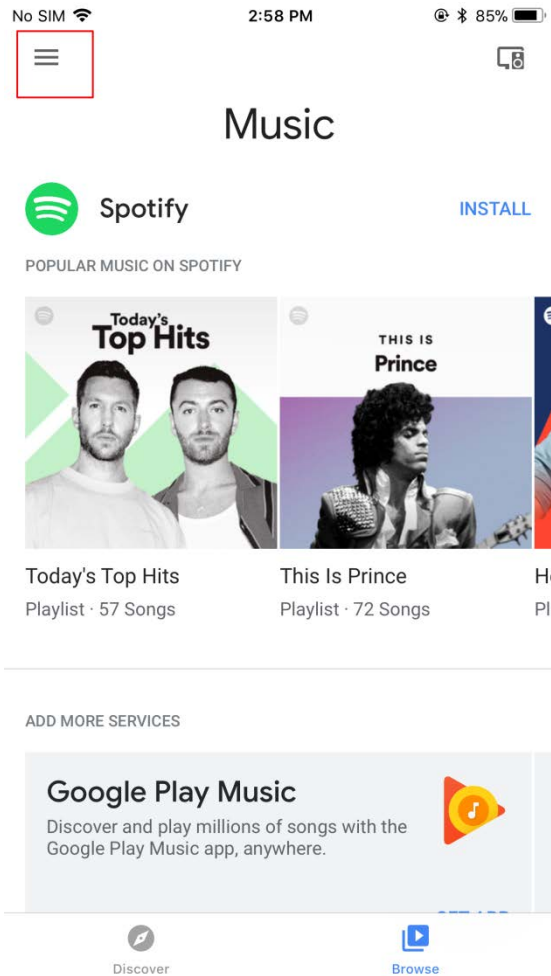 No SIM 2:58 PM 85%
Music
Spotify INSTALL
POPULAR MUSIC ON SPOTIFY
Today's
Top Hits
THIS IS
Prince
Today's Top Hits
This Is Prince
Playlist · 57 Songs
Playlist · 72 Songs
ADD MORE SERVICES
Google Play Music
Discover and play millions of songs with the
Google Play Music app, anywhere.
Discover
Browse